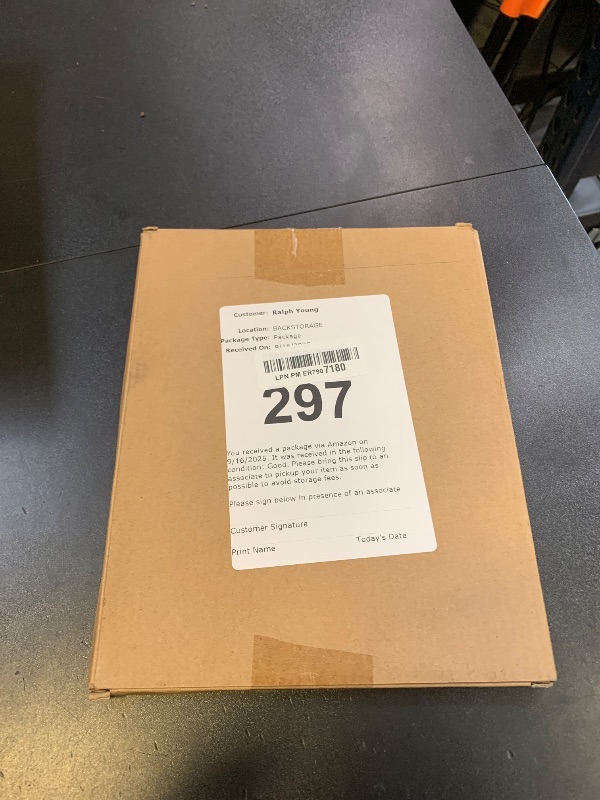 Customer: Ralph Young
Location: BACKSTORAGE
Package Type: Package
Received On:
LPN PM ER7907180
297
You received a package via Amazon on
9/16/2025. It was received in the following
condition: Good. Please bring this slip to an
associate to pickup your item as soon as
possible to avoid storage fees.
Please sign below in presence of an associate
Customer Signature
Print Name
Today's Date